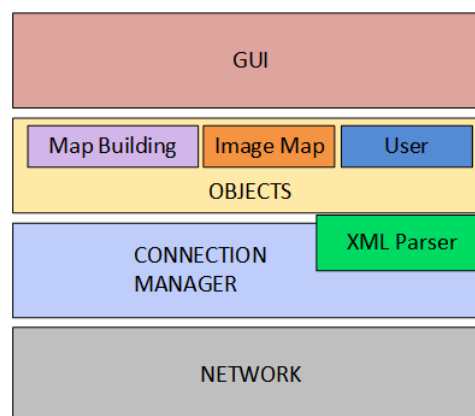 GUI
Map Building
Image Map
User
OBJECTS
XML Parser
CONNECTION
MANAGER
NETWORK